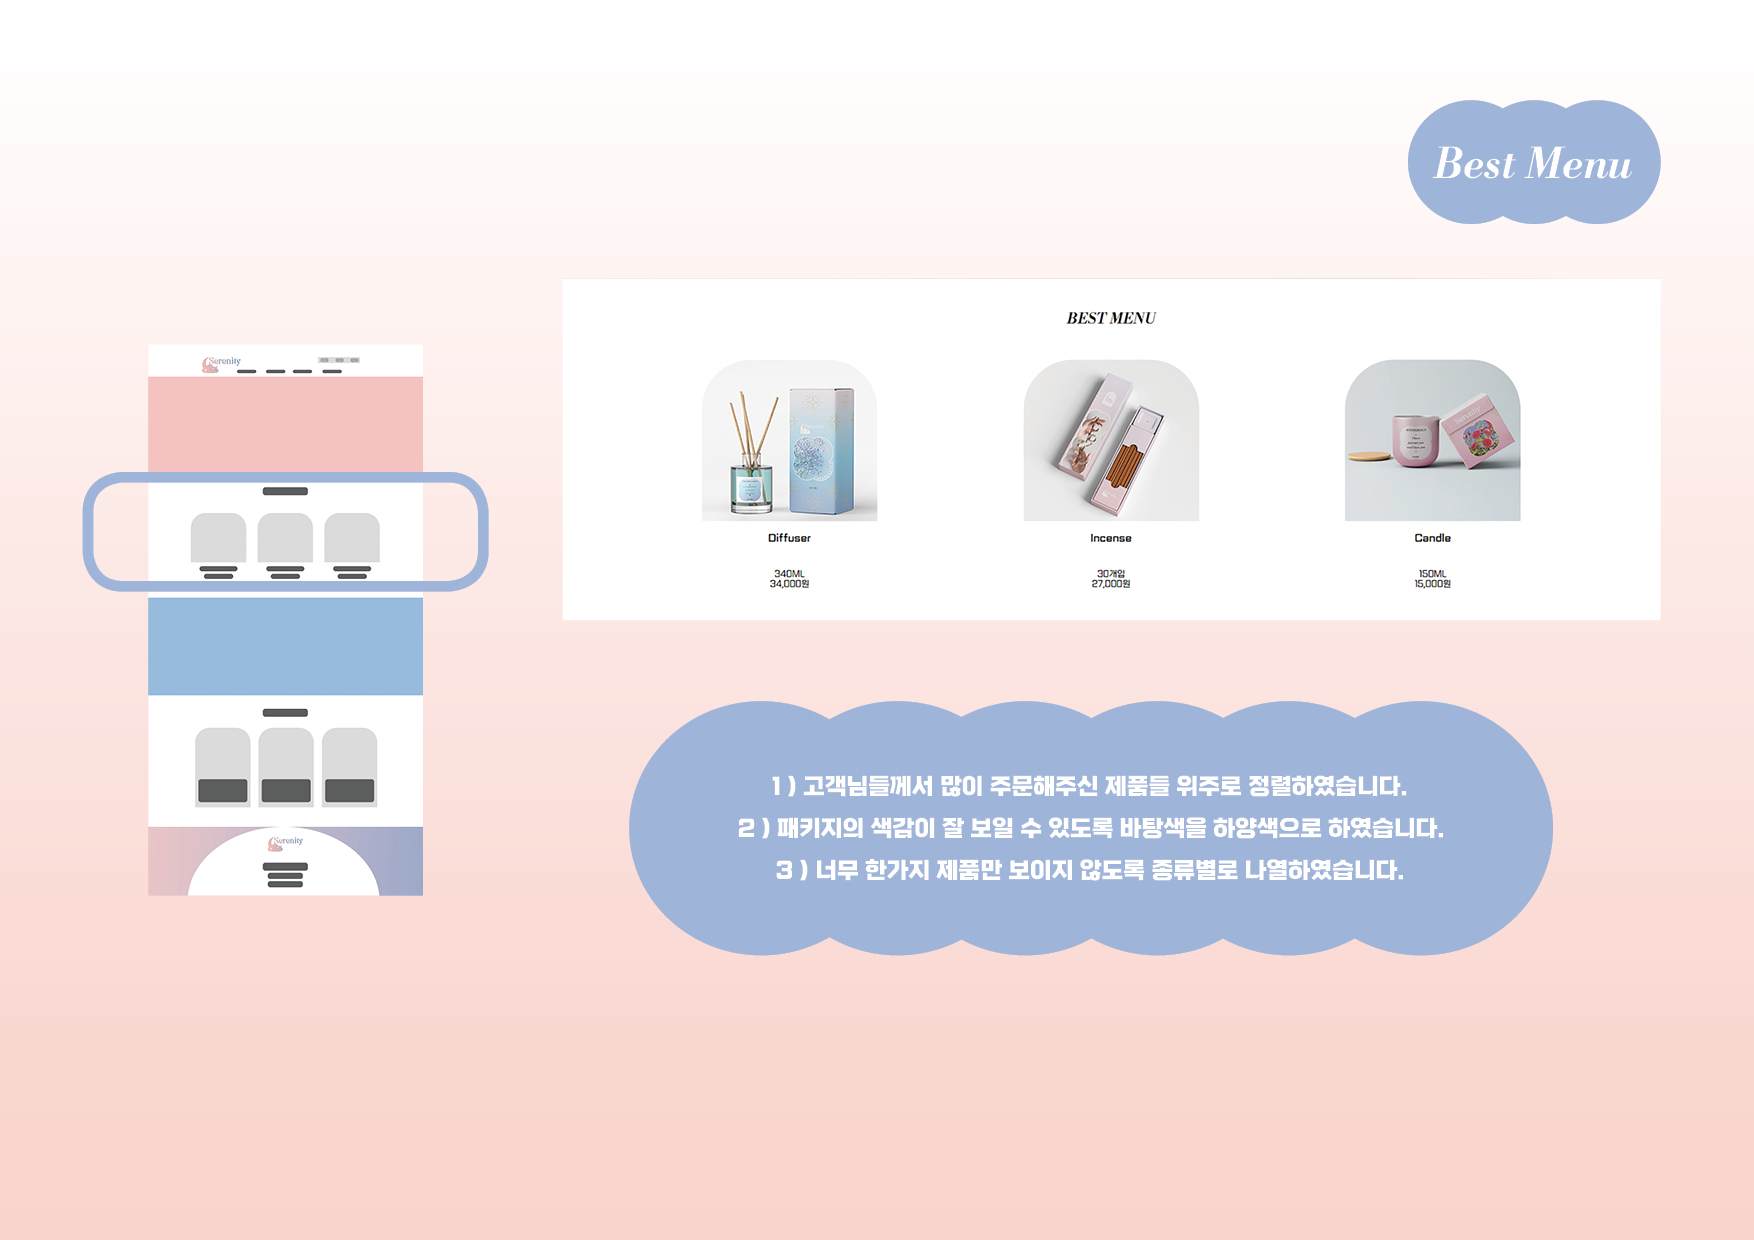 Best Menu
Serenity
BEST MENU
Diffuser
Incense
Candle
340ML
34,000원
30개입
27,000원
150ML
15,000원
1 ) 고객님들께서 많이 주문해주신 제품들 위주로 정렬하였습니다.
2 ) 패키지의 색감이 잘 보일 수 있도록 바탕색을 하양색으로 하였습니다.
3 ) 너무 한가지 제품만 보이지 않도록 종류별로 나열하였습니다.
Serenity